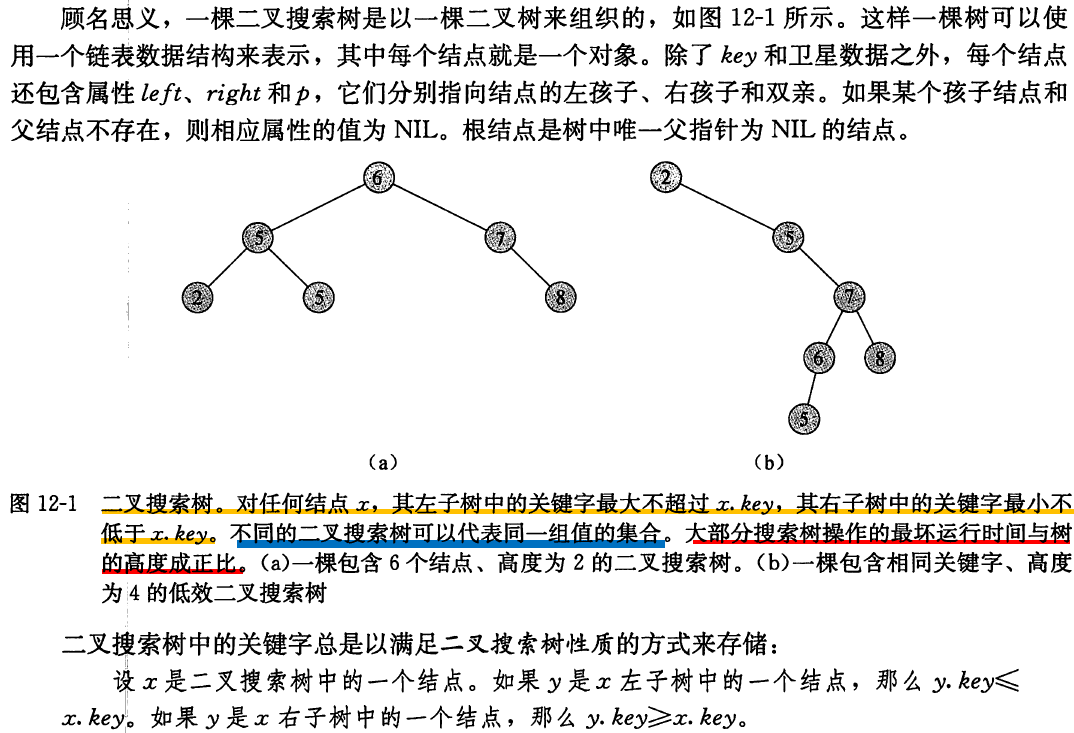 顾名思义，一棵二叉搜索树是以一棵二叉树来组织的，如图 12-1 所示。这样一棵树可以使
用一个链表数据结构来表示，其中每个结点就是一个对象。除了 key 和卫星数据之外，每个结点
还包含属性 left、right 和 p，它们分别指向结点的左孩子、右孩子和双亲。如果某个孩子结点和
父结点不存在，则相应属性的值为 NIL。根结点是树中唯一父指针为 NIL 的结点。
6 2
5 7 5
2 5 8 7
6 8
5
（a） （b）
图 12-1 二叉搜索树。对任何结点 x，其左子树中的关键字最大不超过 x.key，其右子树中的关键字最小不
低于 x.key。不同的二叉搜索树可以代表同一组值的集合。大部分搜索树操作的最坏运行时间与树
的高度成正比。（a）一棵包含 6 个结点、高度为 2 的二叉搜索树。（b）一棵包含相同关键字、高度
为 4 的低效二叉搜索树
二叉搜索树中的关键字总是以满足二叉搜索树性质的方式来存储：
设 x 是二叉搜索树中的一个结点。如果 y 是 x 左子树中的一个结点，那么 y.key≤
x.key。如果 y 是 x 右子树中的一个结点，那么 y.key≥x.key。